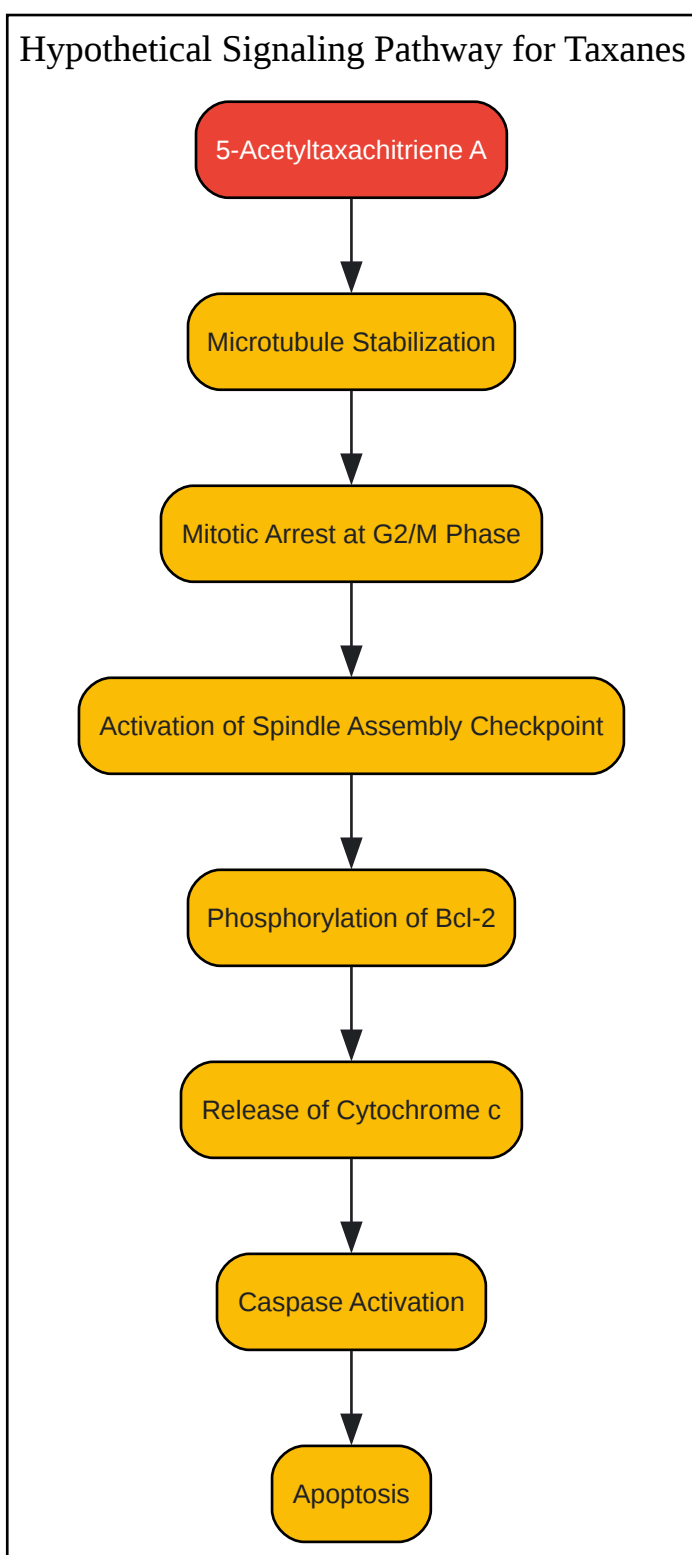 Hypothetical Signaling Pathway for Taxanes
5-Acetyltaxachitriene A
Microtubule Stabilization
Mitotic Arrest at G2/M Phase
Activation of Spindle Assembly Checkpoint
Phosphorylation of Bcl-2
Release of Cytochrome c
Caspase Activation
Apoptosis